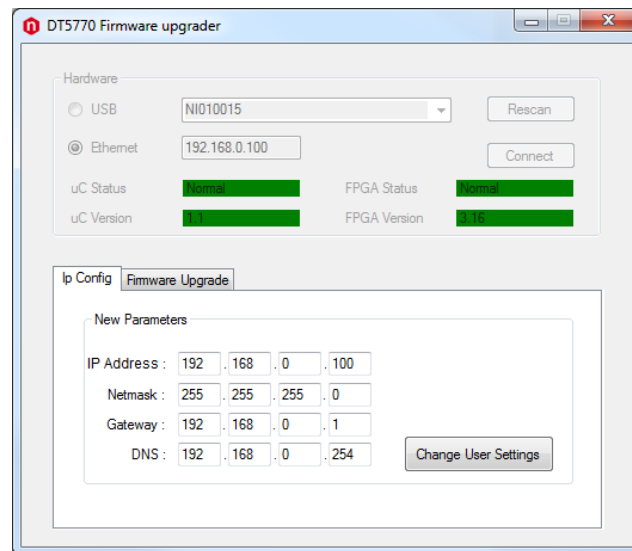 DT5770 Firmware upgrader
Hardware
USB NI010015 Rescan
Ethernet 192.168.0.100 Connect
uC Status Normal FPGA Status Normal
uC Version 1.1 FPGA Version 3.16
Ip Config Firmware Upgrade
New Parameters
IP Address : 192 . 168 . 0 . 100
Netmask : 255 . 255 . 255 . 0
Gateway : 192 . 168 . 0 . 1
DNS : 192 . 168 . 0 . 254 Change User Settings